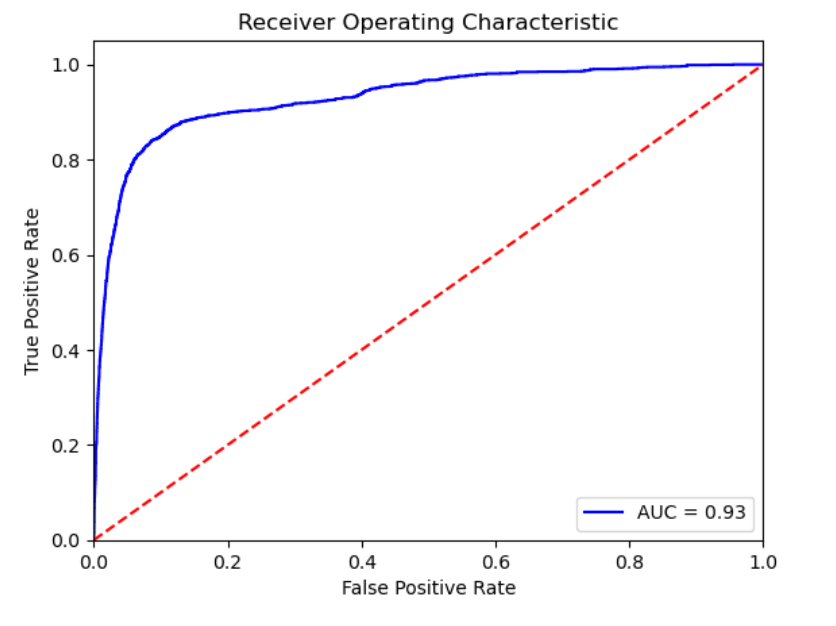 Receiver Operating Characteristic
1.0
0.8
0.6
0.4
0.2
0.0
True Positive Rate
AUC = 0.93
0.0 0.2 0.4 0.6 0.8 1.0
False Positive Rate